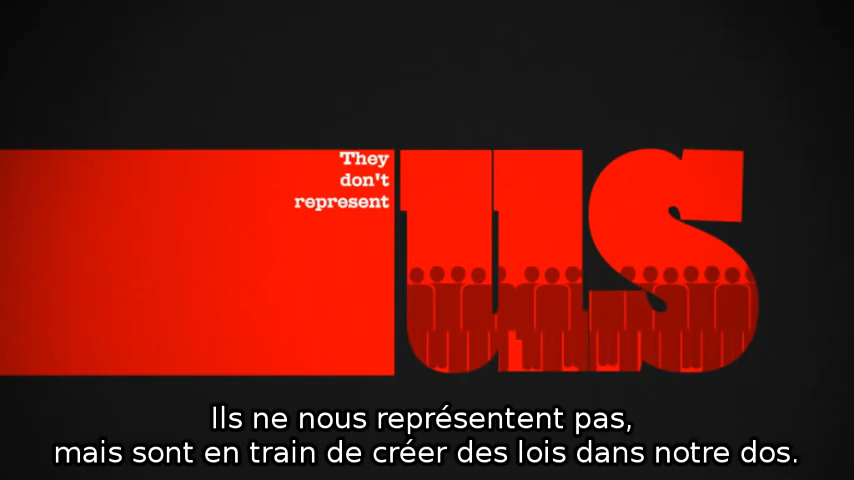 They
don't
represent
us
Ils ne nous représentent pas,
mais sont en train de créer des lois dans notre dos.